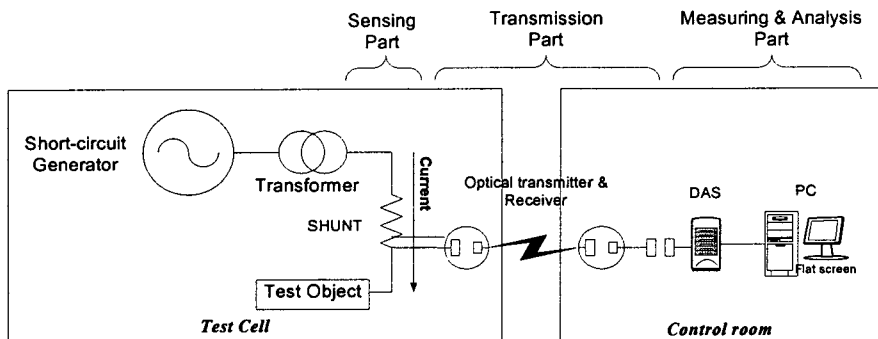 Sensing
Part
Transmission
Part
Measuring & Analysis
Part
Short-circuit
Generator
Transformer
Current
SHUNT
Optical transmitter &
Receiver
DAS
PC
Flat screen
Test Object
Test Cell
Control room